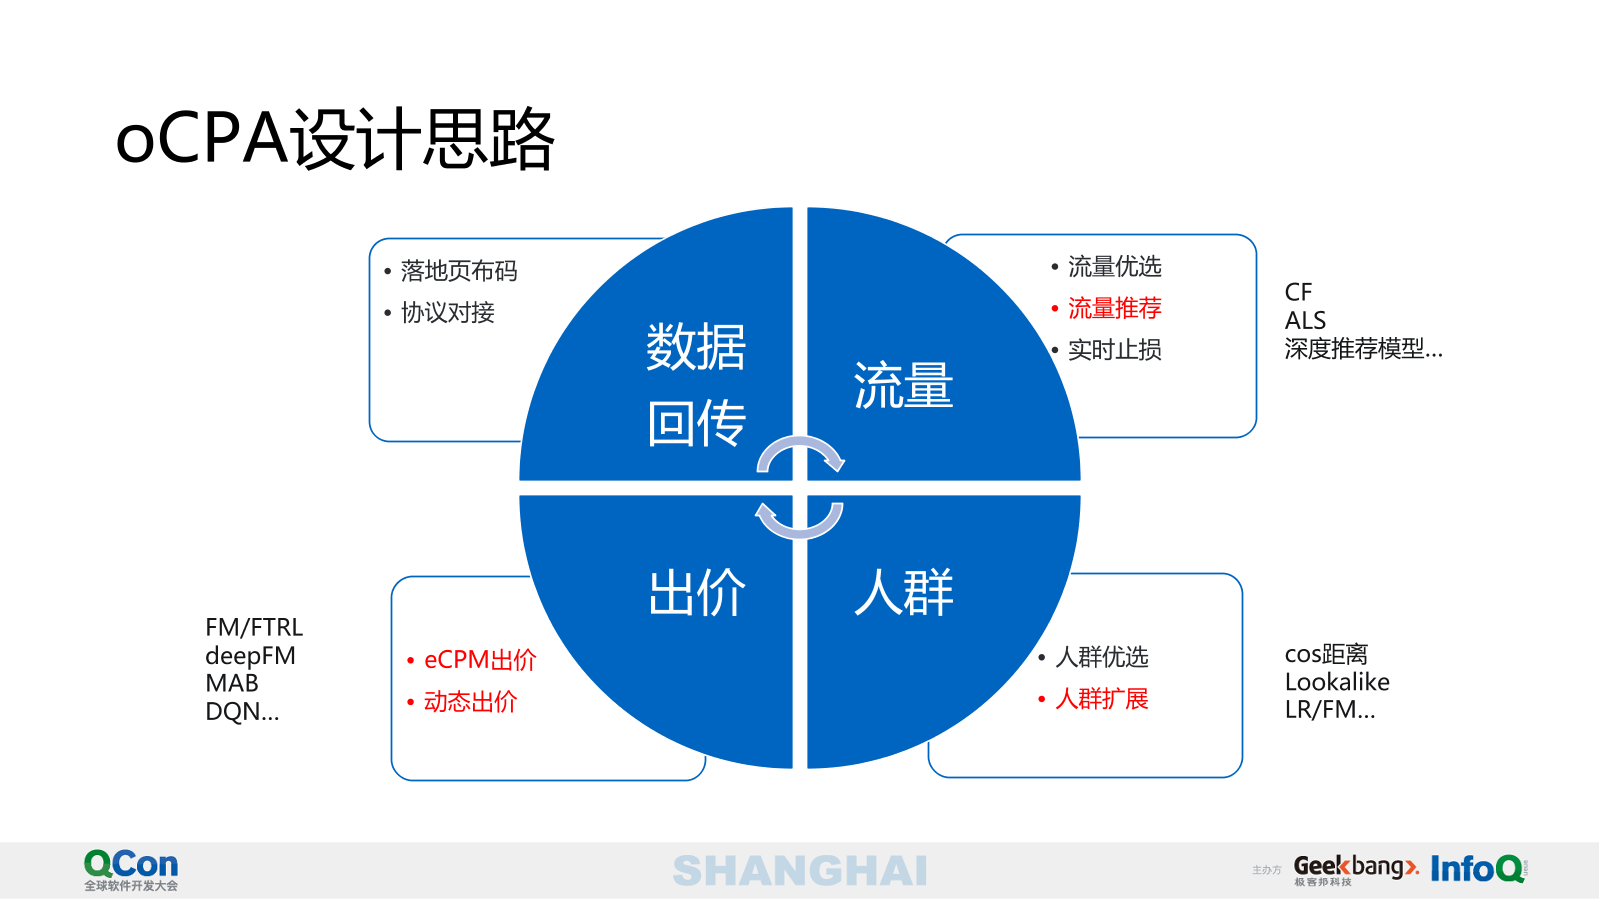 oCPA设计思路
• 落地页布码
• 协议对接
数据
回传
流量
• 流量优选
• 流量推荐
• 实时止损
CF
ALS
深度推荐模型...
FM/FTRL
deepFM
MAB
DQN...
• eCPM出价
• 动态出价
出价
人群
• 人群优选
• 人群扩展
cos距离
Lookalike
LR/FM...
QCon
全球软件开发大会
SHANGHAI
主办方
Geekbang>.
极客邦科技
InfoQ